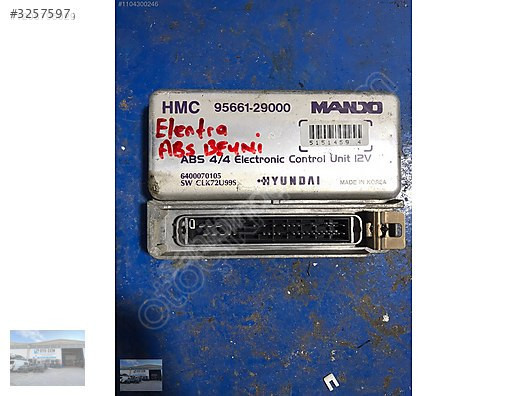 #3257597
#1104300246
HMC 95661-29000 MANDO
Elentra
ABS BEYNi
5151459 4
ABS 4/4 Electronic Control Unit 12V
6400070105
SW CLK72U99S
HYUNDAI
MADE IN KOREA